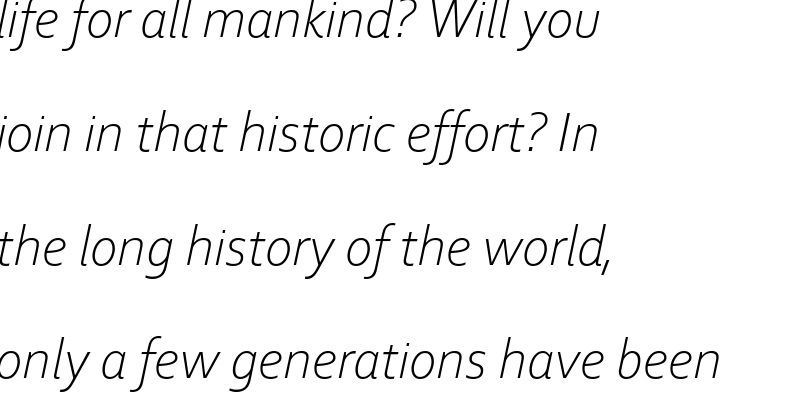 life for all mankind? Will you
join in that historic effort? In
the long history of the world,
only a few generations have been